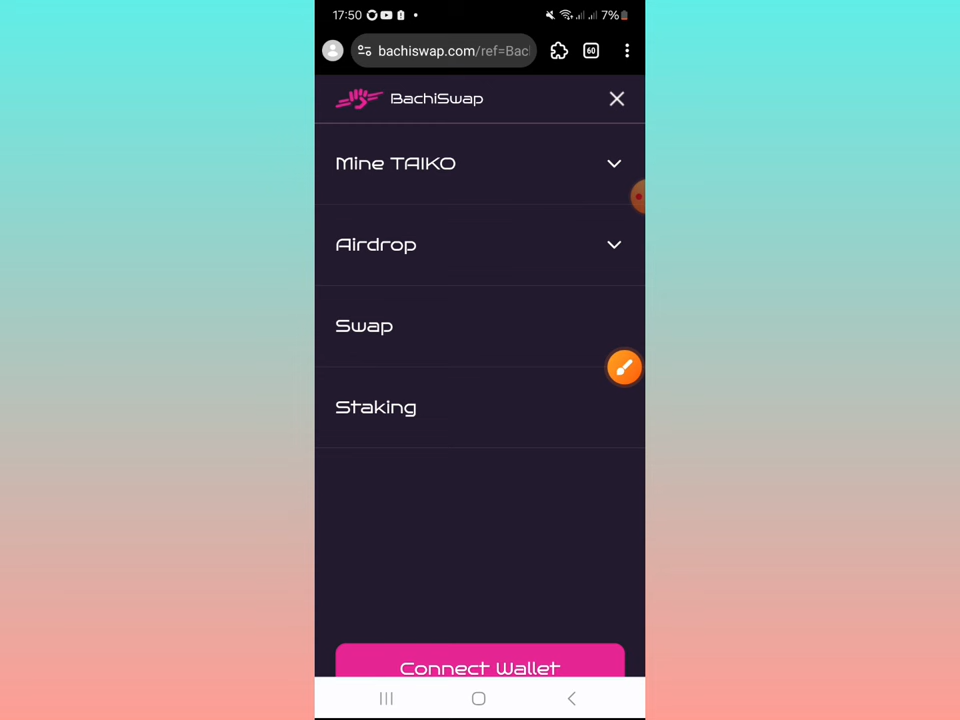 17:50 7%
bachiswap.com/ref=Bac 60
BachiSwap
Mine TAIKO
Airdrop
Swap
Staking
Connect Wallet